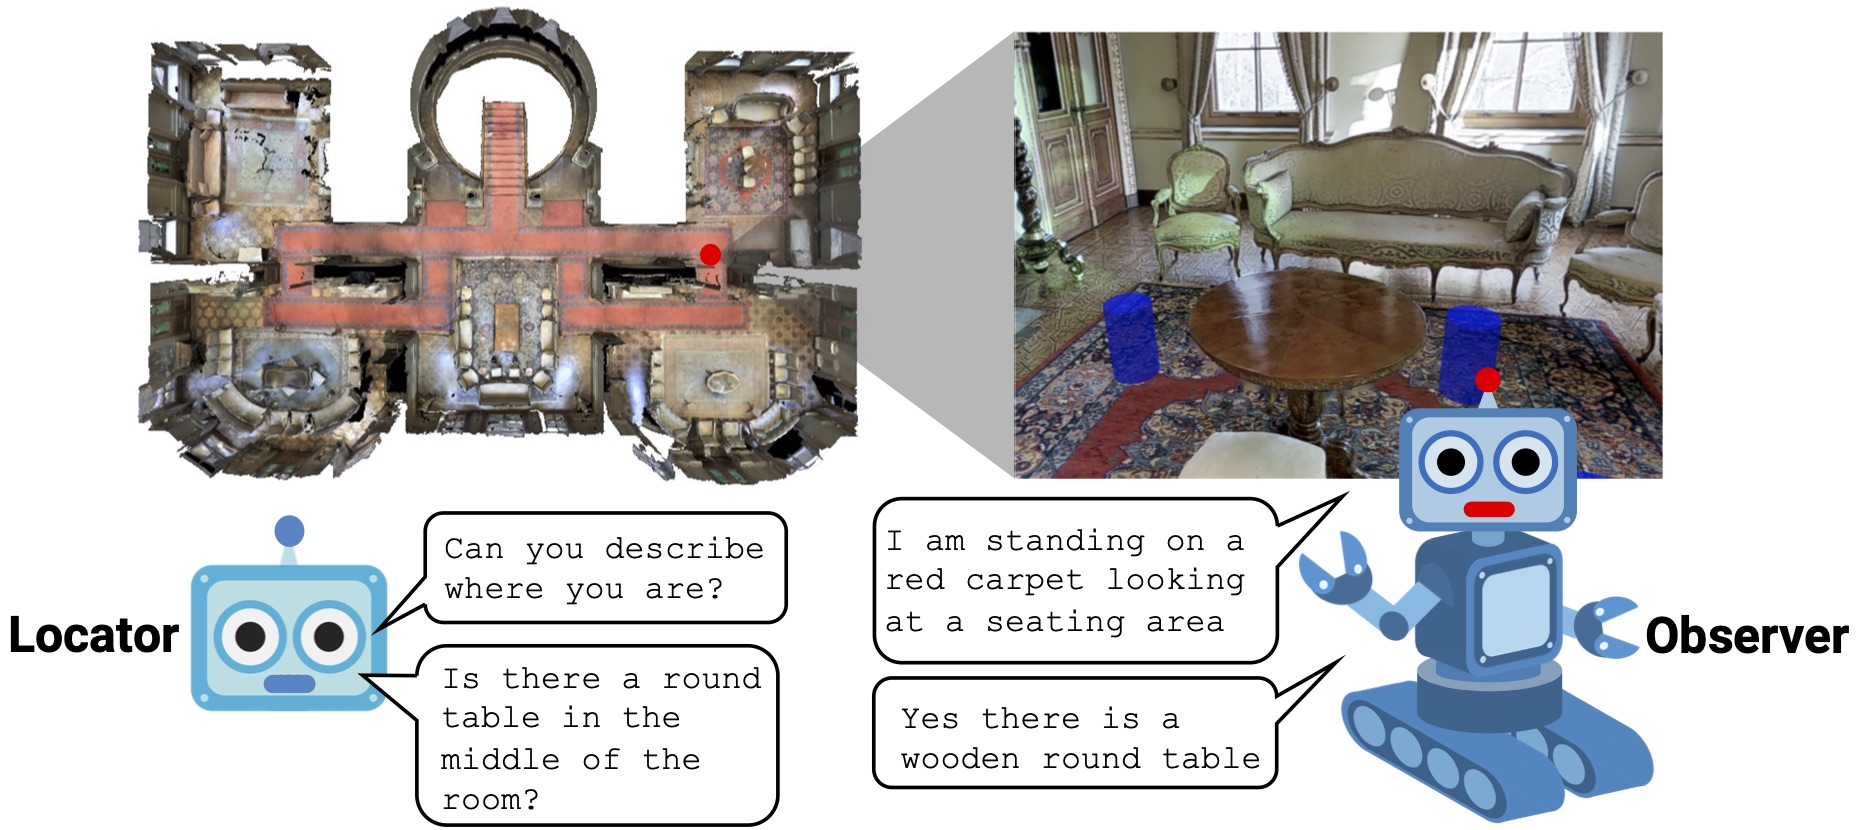 Can you describe
where you are?
Is there a round
table in the
middle of the
room?
Locator
I am standing on a
red carpet looking
at a seating area
Yes there is a
wooden round table
Observer